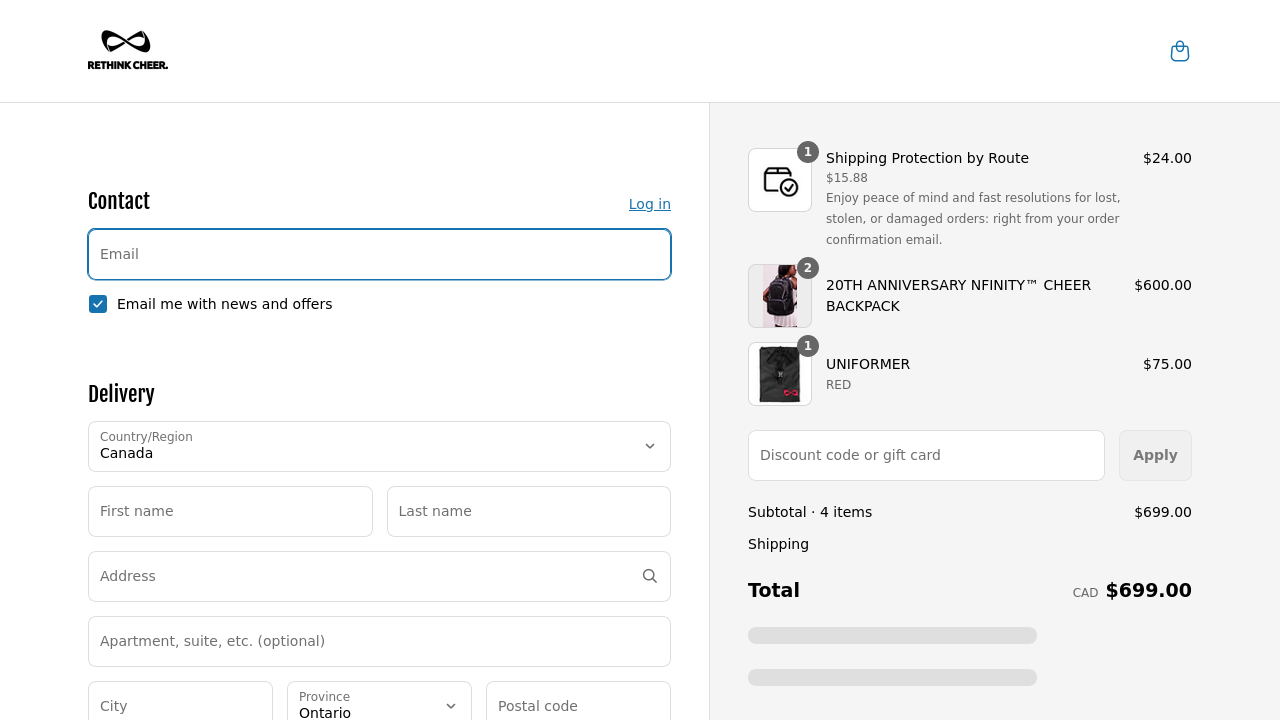 RETHINK CHEER.
Contact
Log in
Email
Email me with news and offers
Delivery
Country/Region
Canada
First name
Last name
Address
Apartment, suite, etc. (optional)
City
Province
Ontario
Postal code
1
Shipping Protection by Route
$24.00
$15.88
Enjoy peace of mind and fast resolutions for lost,
stolen, or damaged orders: right from your order
confirmation email.
2
20TH ANNIVERSARY NFINITY™ CHEER
BACKPACK
$600.00
1
UNIFORMER
$75.00
RED
Discount code or gift card
Apply
Subtotal · 4 items
$699.00
Shipping
Total
CAD $699.00